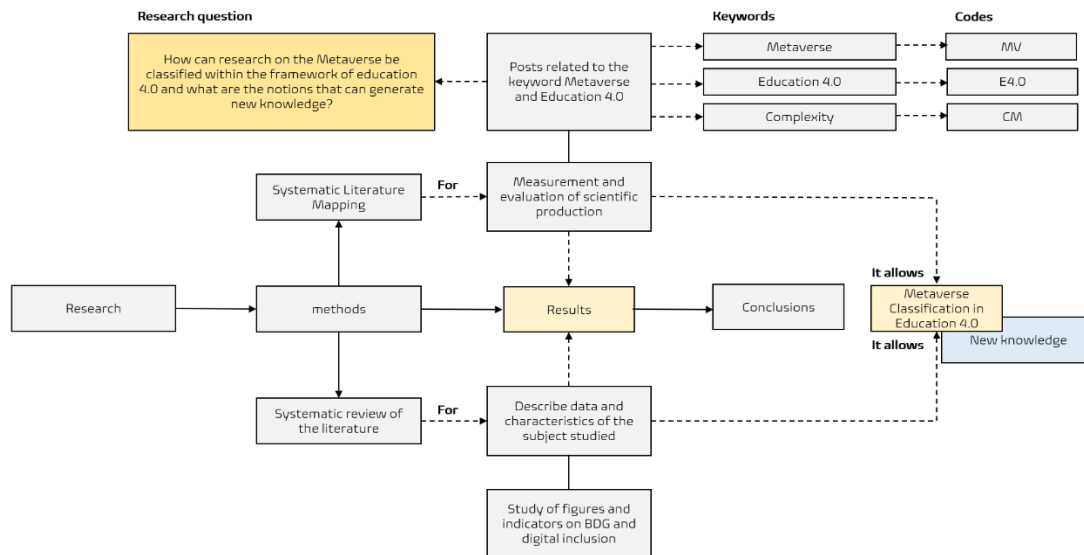 Research question
Keywords
Codes
How can research on the Metaverse be
classified within the framework of education
4.0 and what are the notions that can generate
new knowledge?
Posts related to the
keyword Metaverse
and Education 4.0
Metaverse
MV
Education 4.0
E4.0
Complexity
CM
Systematic Literature
Mapping
For
Measurement and
evaluation of scientific
production
It allows
Research
methods
Results
Conclusions
Metaverse
Classification in
Education 4.0
It allows
New knowledge
Systematic review of
the literature
For
Describe data and
characteristics of the
subject studied
Study of figures and
indicators on BDG and
digital inclusion